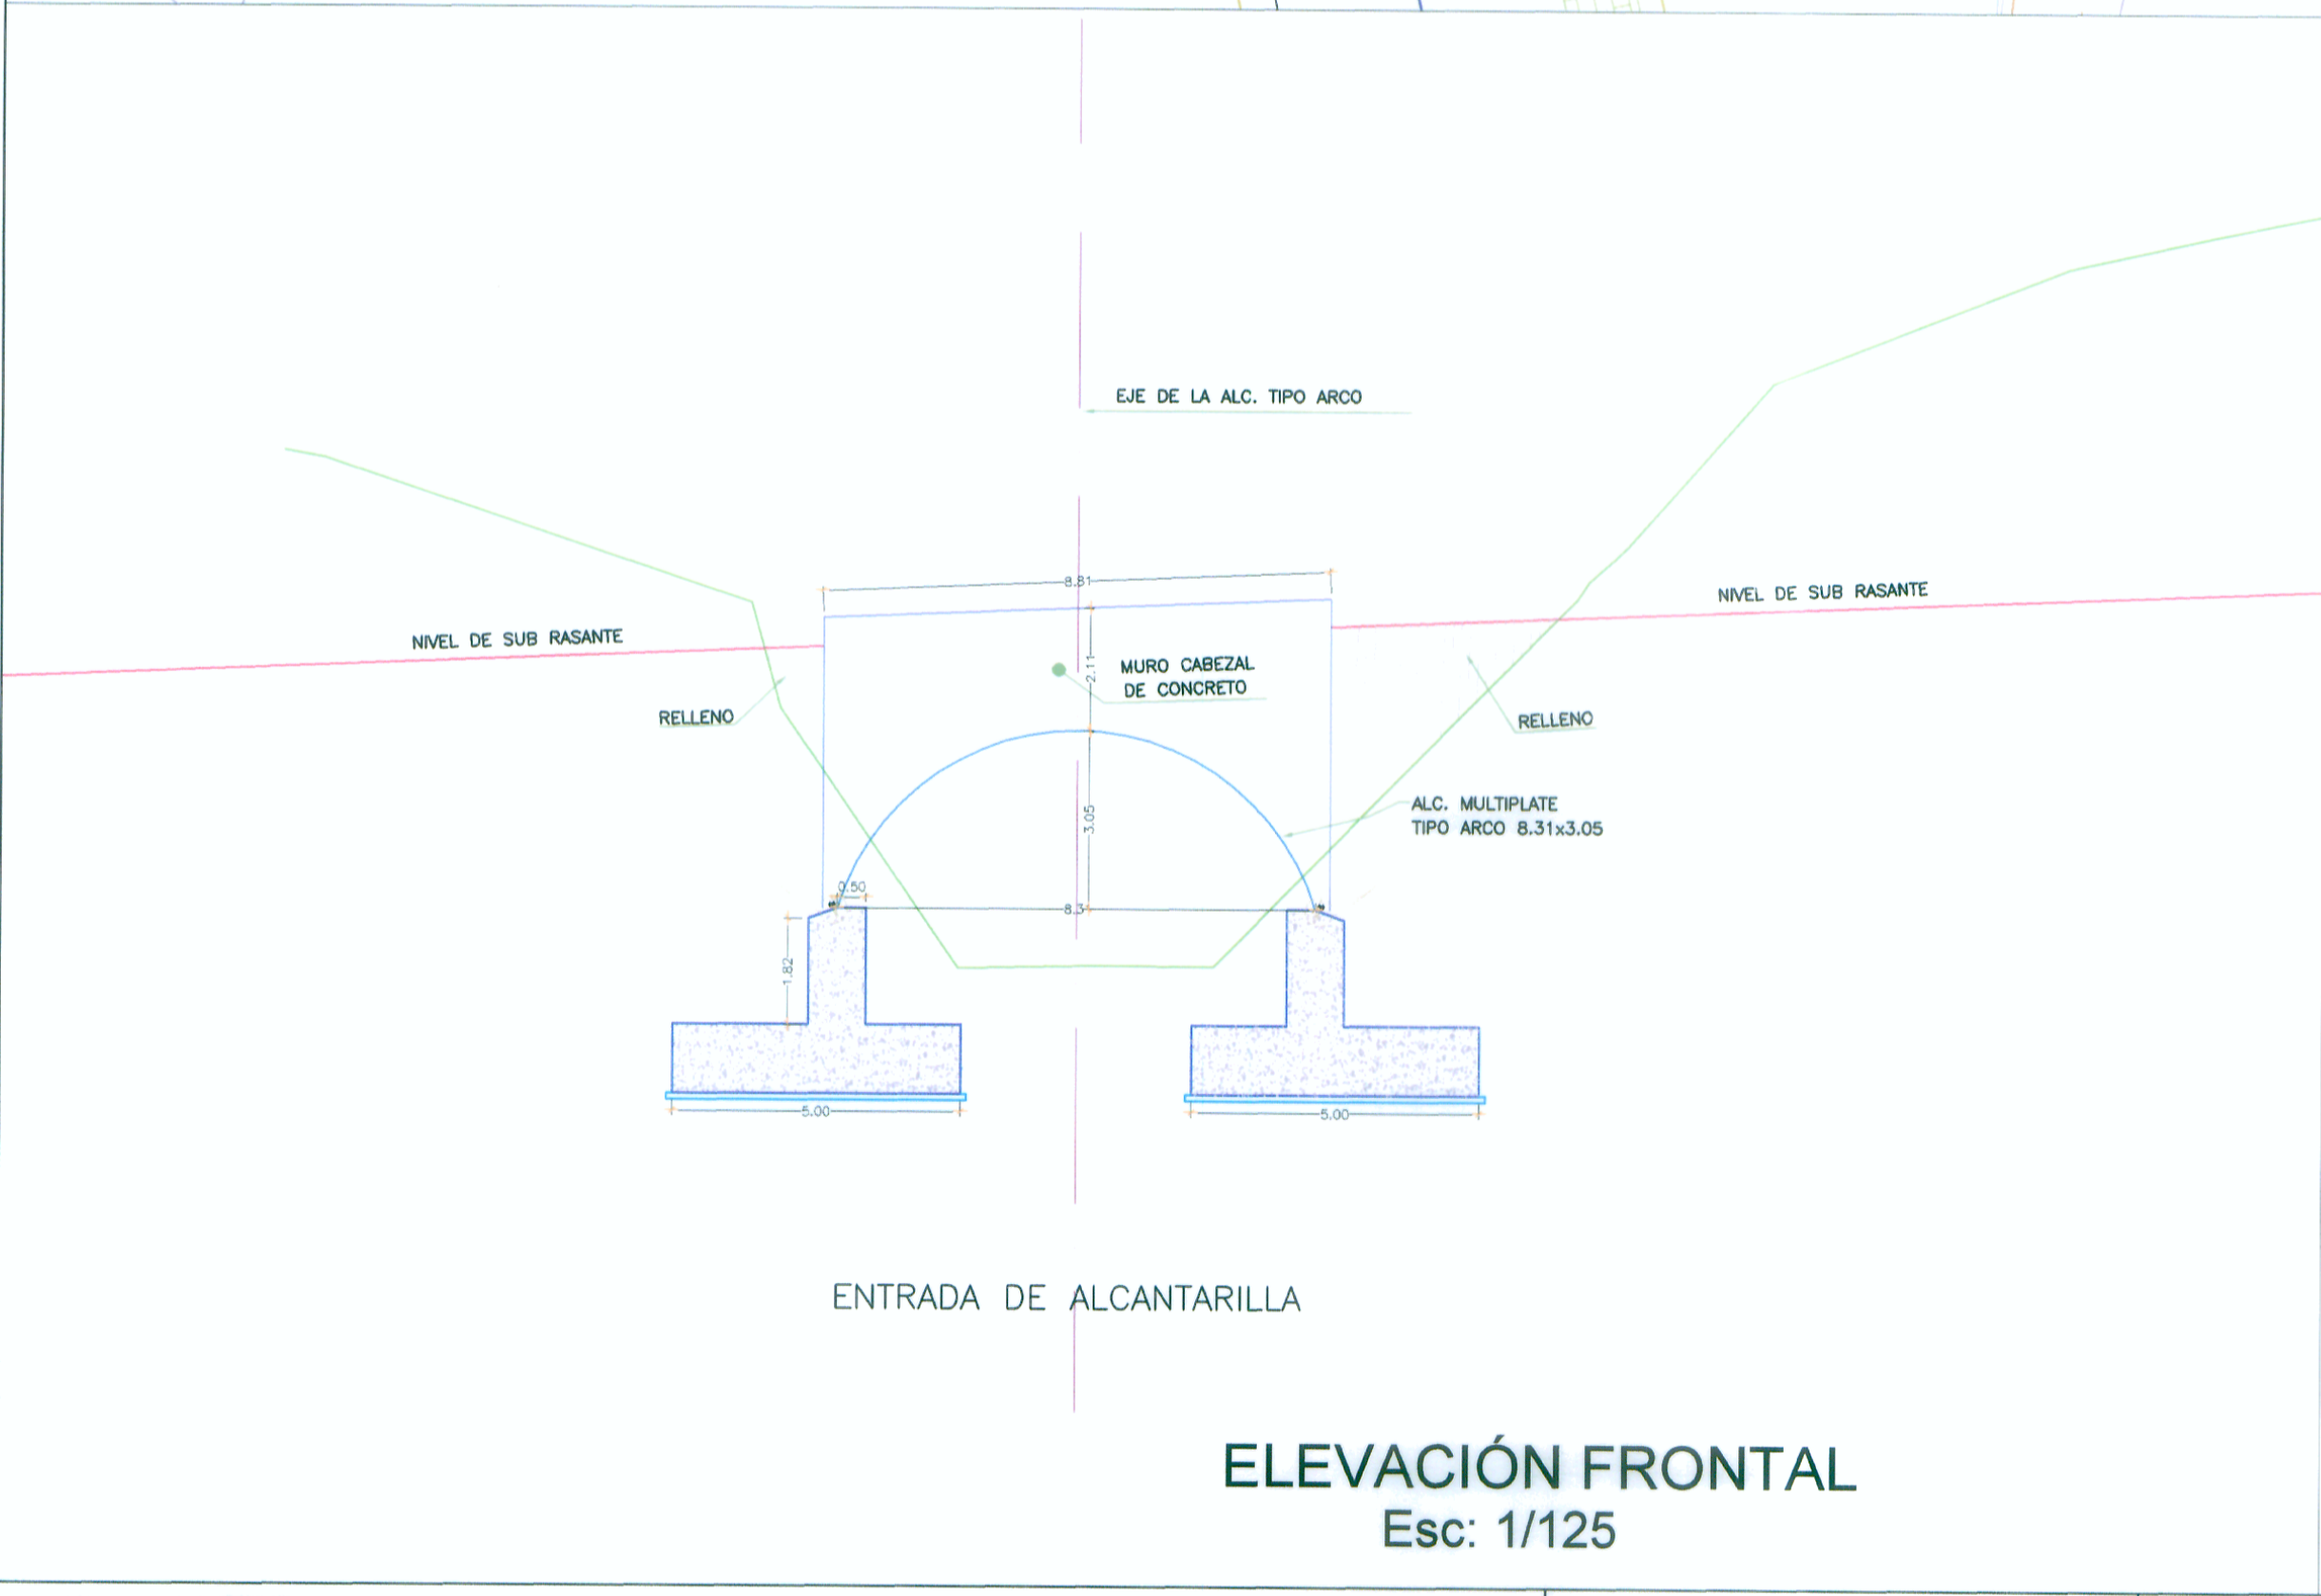 EJE DE LA ALC. TIPO ARCO
8.81
NIVEL DE SUB RASANTE
NIVEL DE SUB RASANTE
2.11
MURO CABEZAL
DE CONCRETO
RELLENO
RELLENO
3.05
ALC. MULTIPLATE
TIPO ARCO 8.31x3.05
0.50
8.3
1.82
5.00
5.00
ENTRADA DE ALCANTARILLA
ELEVACIÓN FRONTAL
Esc: 1/125